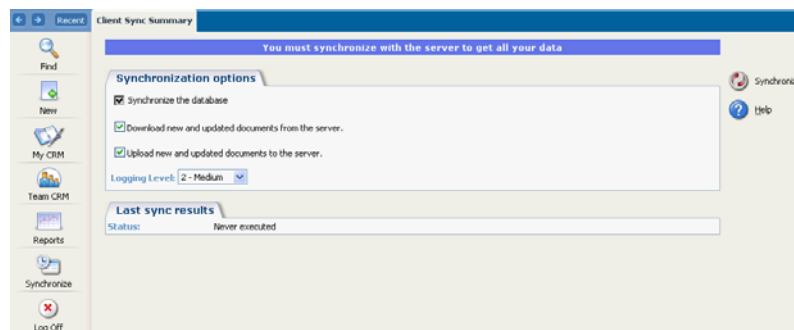 Recent
Client Sync Summary
Find
New
My CRM
Team CRM
Reports
Synchronize
Log Off
You must synchronize with the server to get all your data
Synchronization options
Synchronize the database
Download new and updated documents from the server.
Upload new and updated documents to the server.
Logging Level: 2 - Medium
Last sync results
Status: Never executed
Synchroni
Help